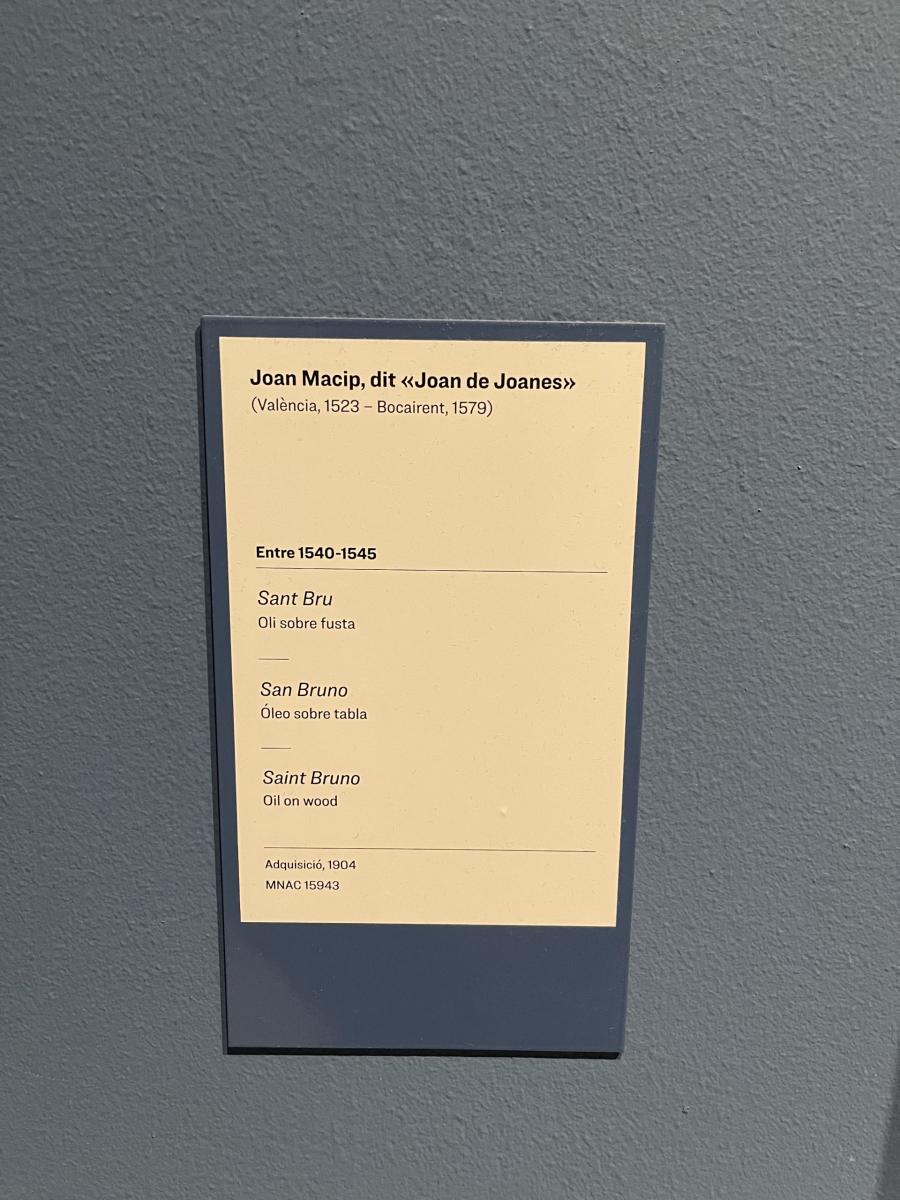 Joan Macip, dit «Joan de Joanes»
(València, 1523 – Bocairent, 1579)
Entre 1540-1545
Sant Bru
Oli sobre fusta
San Bruno
Óleo sobre tabla
Saint Bruno
Oil on wood
Adquisició, 1904
MNAC 15943